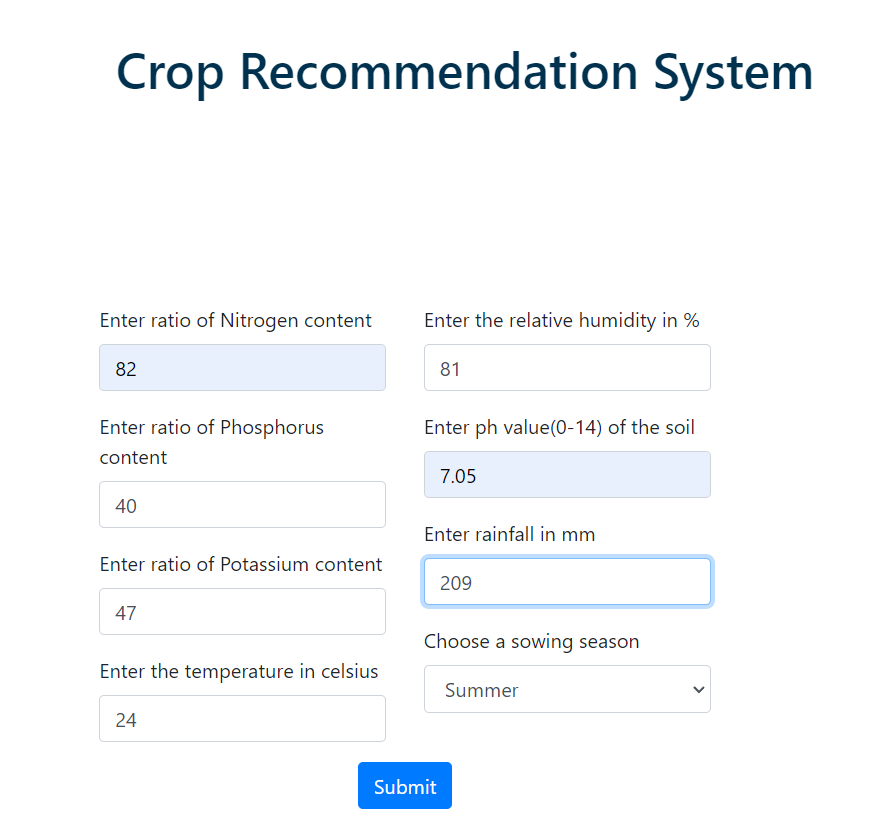 Crop Recommendation System
Enter ratio of Nitrogen content
82
Enter ratio of Phosphorus
content
40
Enter ratio of Potassium content
47
Enter the temperature in celsius
24
Enter the relative humidity in %
81
Enter ph value(0-14) of the soil
7.05
Enter rainfall in mm
209
Choose a sowing season
Summer
Submit